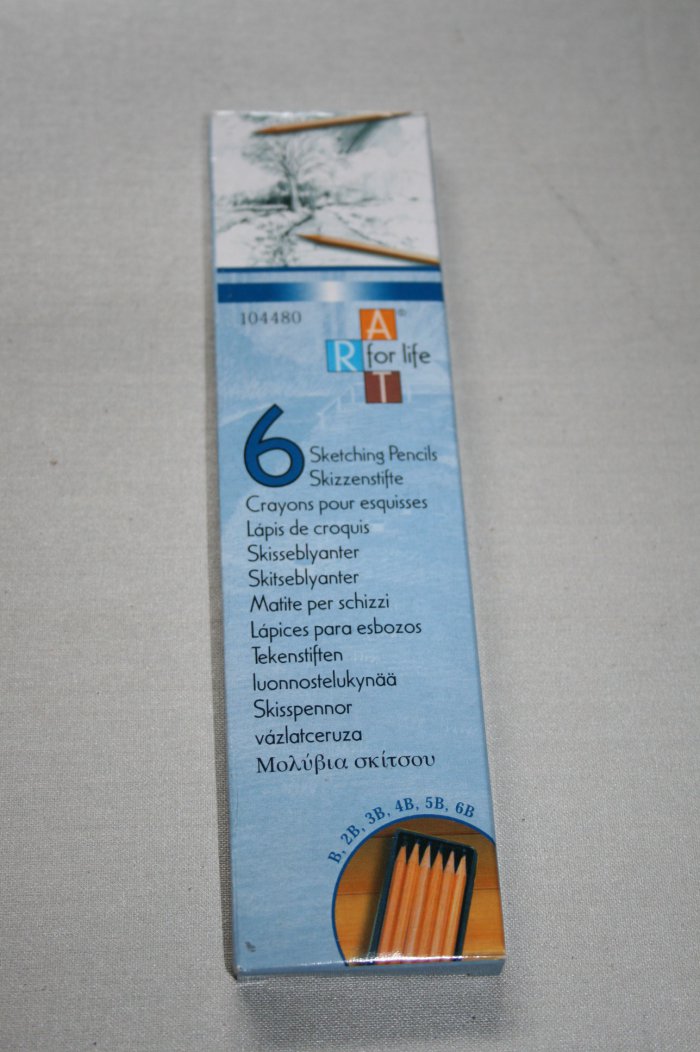 104480
A®
R for life
T
6 Sketching Pencils
Skizzenstifte
Crayons pour esquisses
Lápis de croquis
Skisseblyanter
Skitseblyanter
Matite per schizzi
Lápices para esbozos
Tekenstiften
luonnostelukynää
Skisspennor
vázlatceruza
Μολύβια σκίτσου
B, 2B, 3B, 4B, 5B, 6B